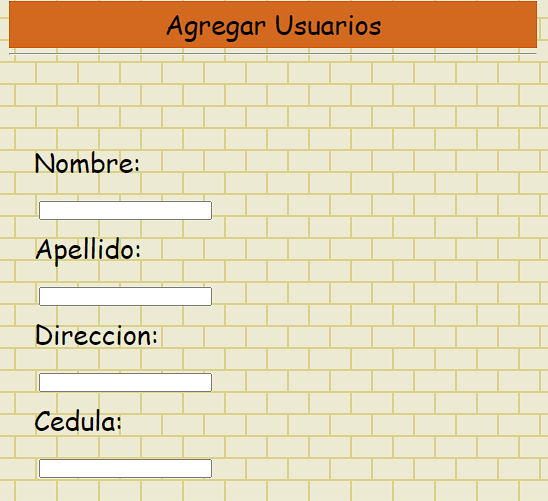 Agregar Usuarios
Nombre:
Apellido:
Direccion:
Cedula: